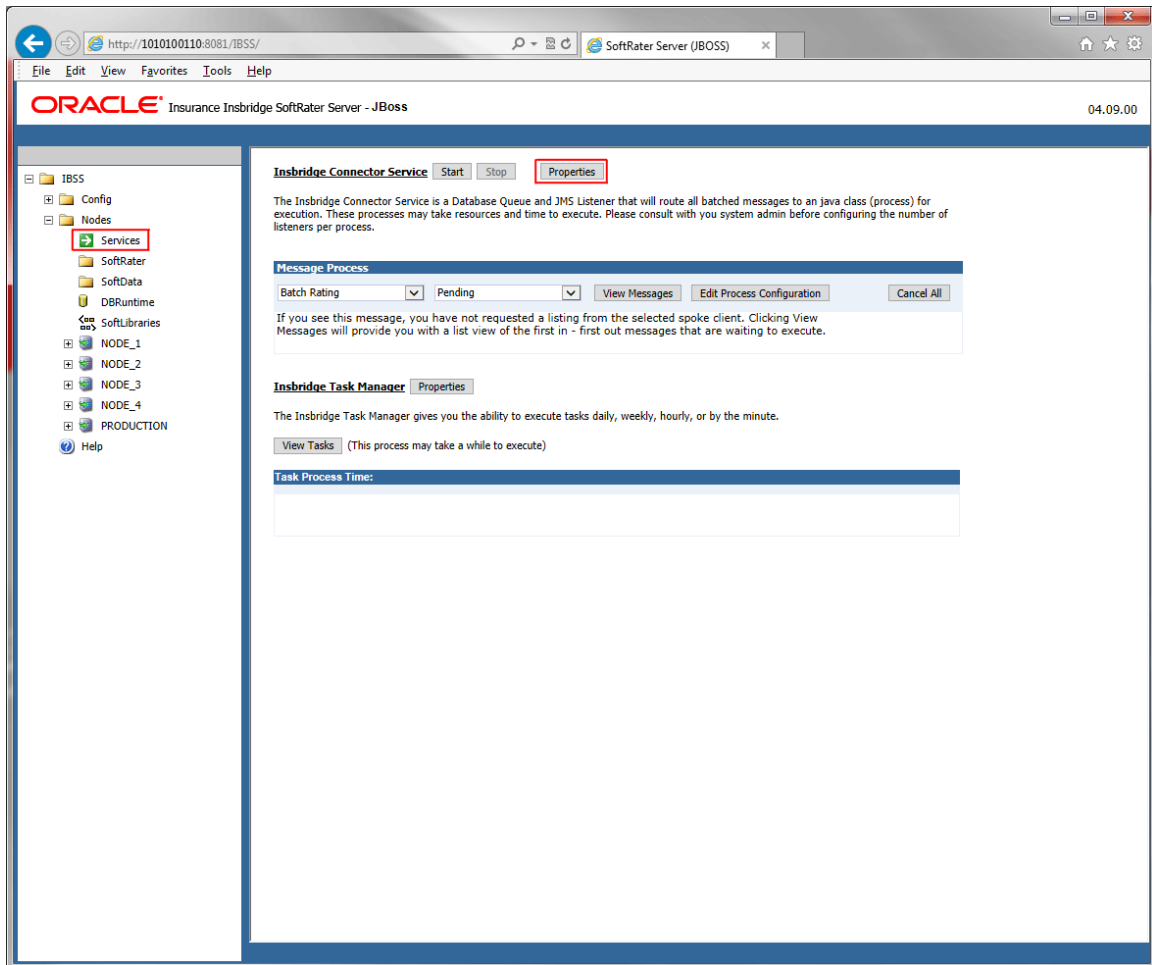 http://1010100110:8081/IBSS/
SoftRater Server (JBOSS)
File Edit View Favorites Tools Help
ORACLE Insurance Insbridge SoftRater Server - JBoss
04.09.00
IBSS
Config
Nodes
Services
SoftRater
SoftData
DBRuntime
SoftLibraries
NODE_1
NODE_2
NODE_3
NODE_4
PRODUCTION
Help
Insbridge Connector Service Start Stop Properties
The Insbridge Connector Service is a Database Queue and JMS Listener that will route all batched messages to an java class (process) for
execution. These processes may take resources and time to execute. Please consult with you system admin before configuring the number of
listeners per process.
Message Process
Batch Rating Pending View Messages Edit Process Configuration Cancel All
If you see this message, you have not requested a listing from the selected spoke client. Clicking View
Messages will provide you with a list view of the first in - first out messages that are waiting to execute.
Insbridge Task Manager Properties
The Insbridge Task Manager gives you the ability to execute tasks daily, weekly, hourly, or by the minute.
View Tasks (This process may take a while to execute)
Task Process Time: